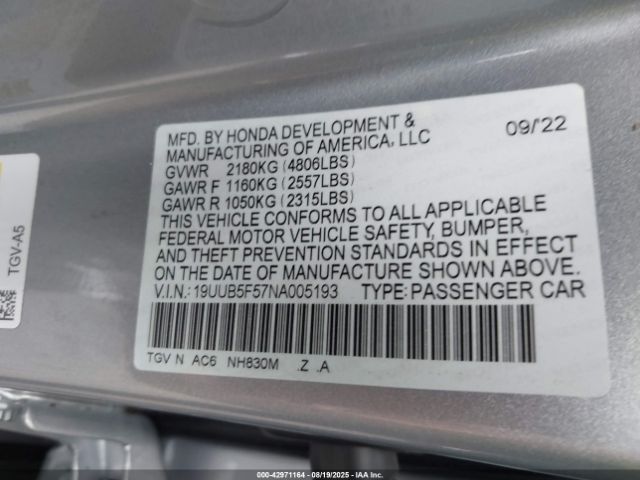 MFD. BY HONDA DEVELOPMENT & 09/'22
MANUFACTURING OF AMERICA, LLC
GVWR 2180KG (4806LBS)
GAWR F 1160KG (2557LBS)
GAWR R 1050KG (2315LBS)
THIS VEHICLE CONFORMS TO ALL APPLICABLE
FEDERAL MOTOR VEHICLE SAFETY, BUMPER,
AND THEFT PREVENTION STANDARDS IN EFFECT
ON THE DATE OF MANUFACTURE SHOWN ABOVE.
V.I.N.: 19UUB5F57NA005193 TYPE: PASSENGER CAR
TGV N AC6 NH830M .Z .A
TGV-A5
000-42971164 - 08/19/2025 - IAAI.COM